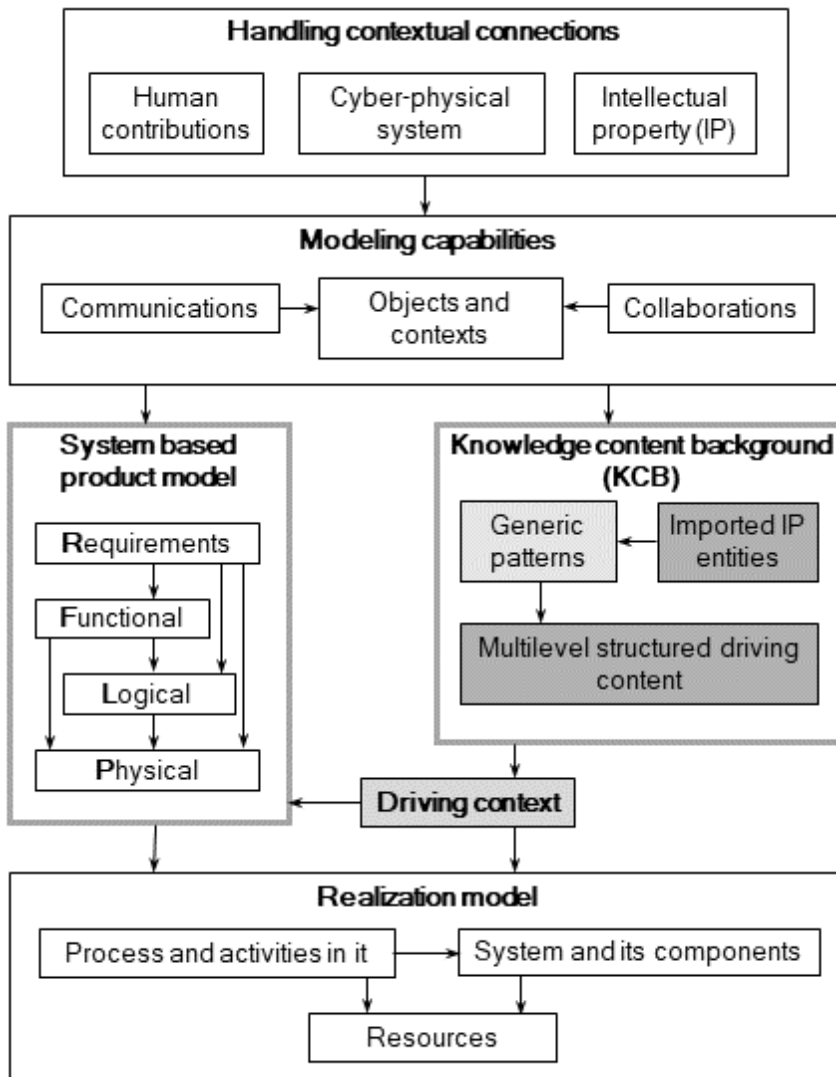 Handling contextual connections
Human
contributions
Cyber-physical
system
Intellectual
property (IP)
Modeling capabilities
Communications
Objects and
contexts
Collaborations
System based
product model
Requirements
Functional
Logical
Physical
Knowledge content background
(KCB)
Generic
patterns
Imported IP
entities
Multilevel structured driving
content
Driving context
Realization model
Process and activities in it
System and its components
Resources